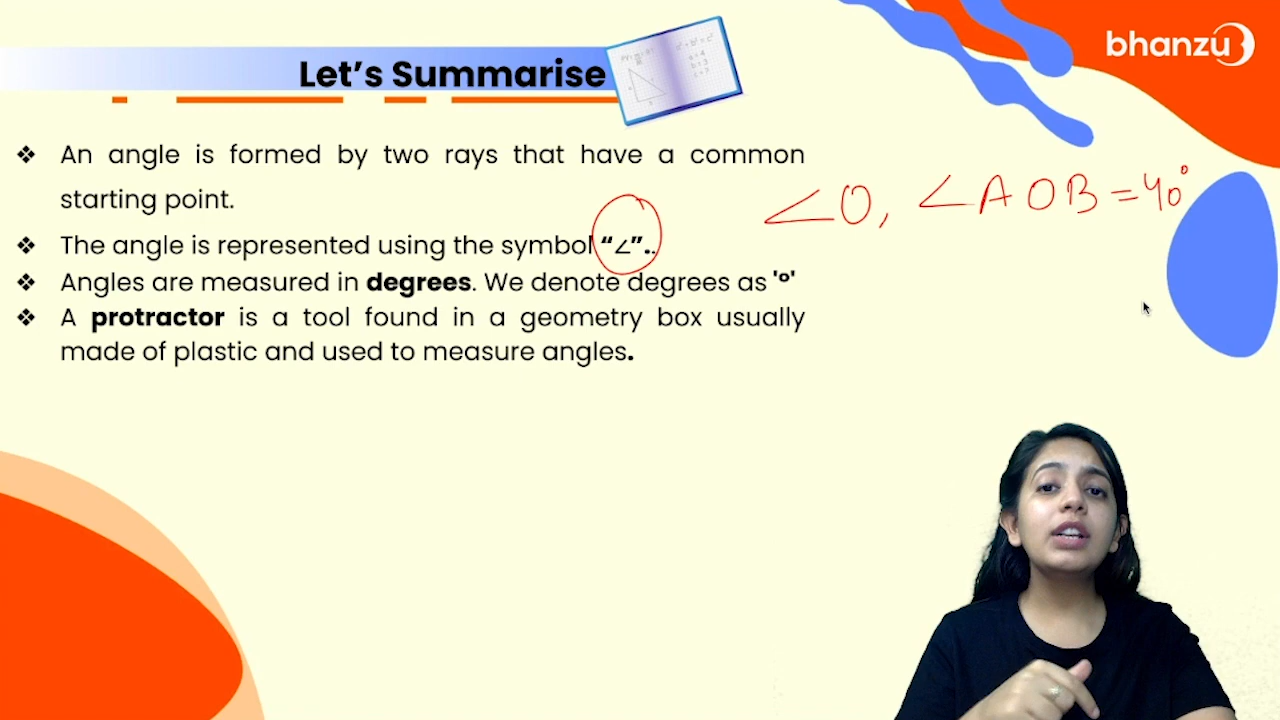 bhanzu
Let's Summarise
❖ An angle is formed by two rays that have a common
starting point.
∠O, ∠AOB = 40°
❖ The angle is represented using the symbol “∠”..
❖ Angles are measured in degrees. We denote degrees as 'o'
❖ A protractor is a tool found in a geometry box usually
made of plastic and used to measure angles.